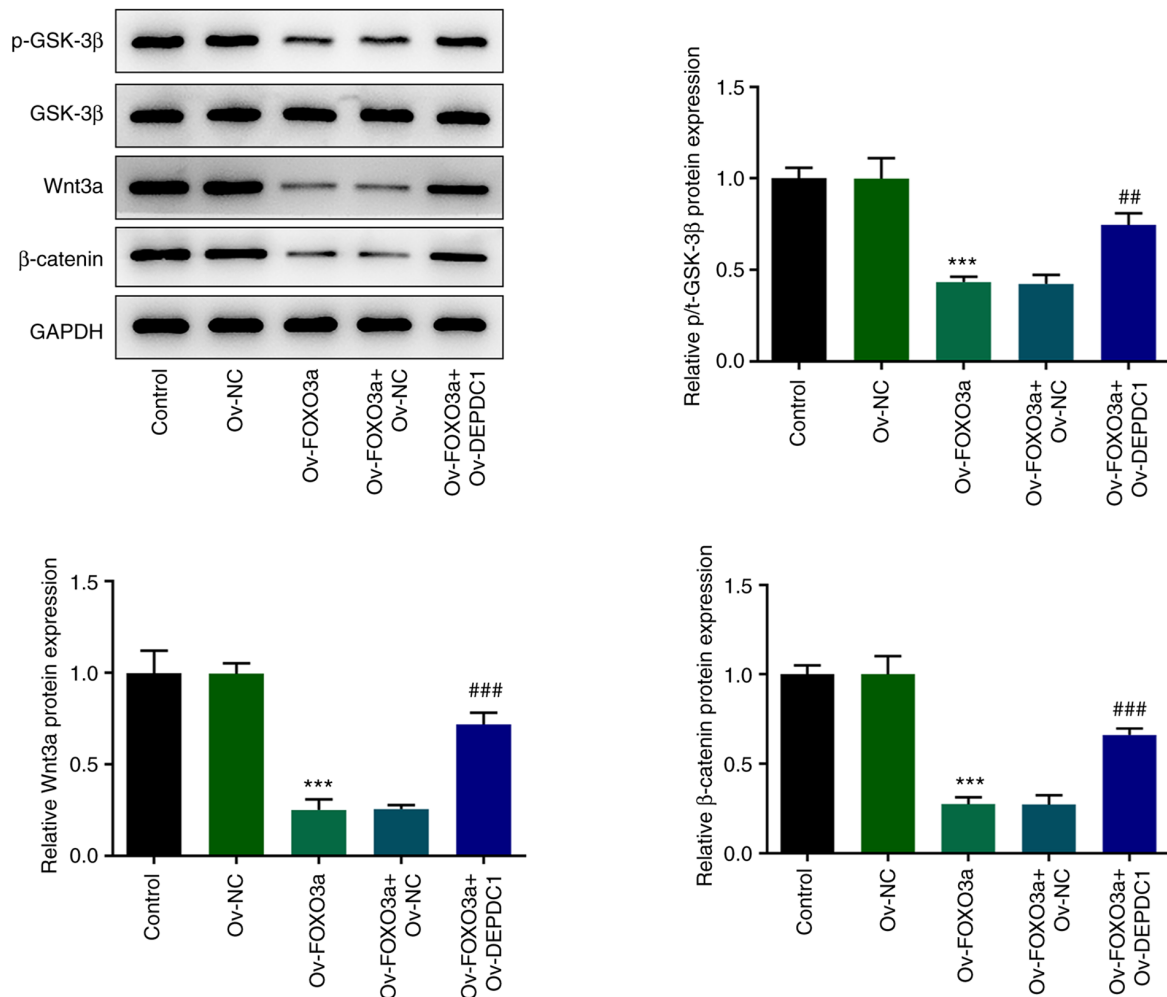 p-GSK-3β
GSK-3β
Wnt3a
β-catenin
GAPDH
Control
Ov-NC
Ov-FOXO3a
Ov-FOXO3a+
Ov-NC
Ov-FOXO3a+
Ov-DEPDC1
Relative p/t-GSK-3β protein expression
1.5
1.0
0.5
0.0
***
##
Control
Ov-NC
Ov-FOXO3a
Ov-FOXO3a+
Ov-NC
Ov-FOXO3a+
Ov-DEPDC1
Relative Wnt3a protein expression
1.5
1.0
0.5
0.0
***
###
Control
Ov-NC
Ov-FOXO3a
Ov-FOXO3a+
Ov-NC
Ov-FOXO3a+
Ov-DEPDC1
Relative β-catenin protein expression
1.5
1.0
0.5
0.0
***
###
Control
Ov-NC
Ov-FOXO3a
Ov-FOXO3a+
Ov-NC
Ov-FOXO3a+
Ov-DEPDC1